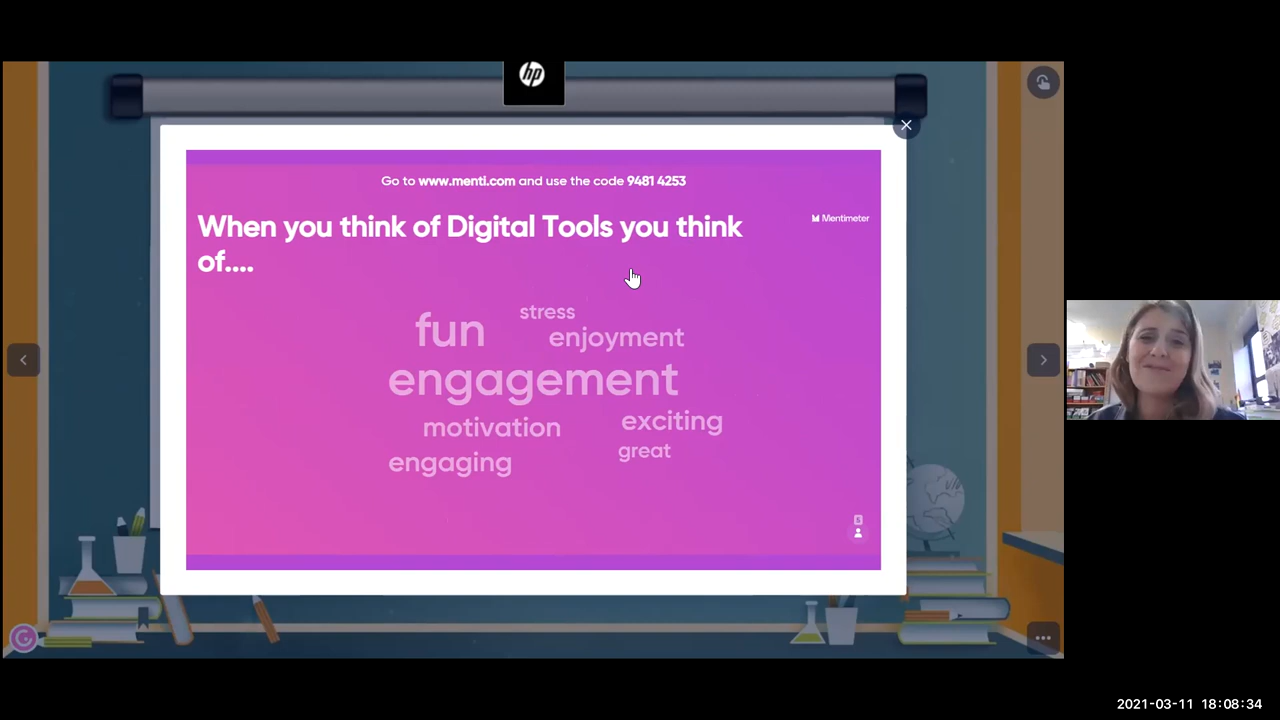 hp
Go to www.menti.com and use the code 9481 4253
Mentimeter
When you think of Digital Tools you think
of....
stress
fun
enjoyment
engagement
motivation
exciting
great
engaging
2021-03-11 18:08:34